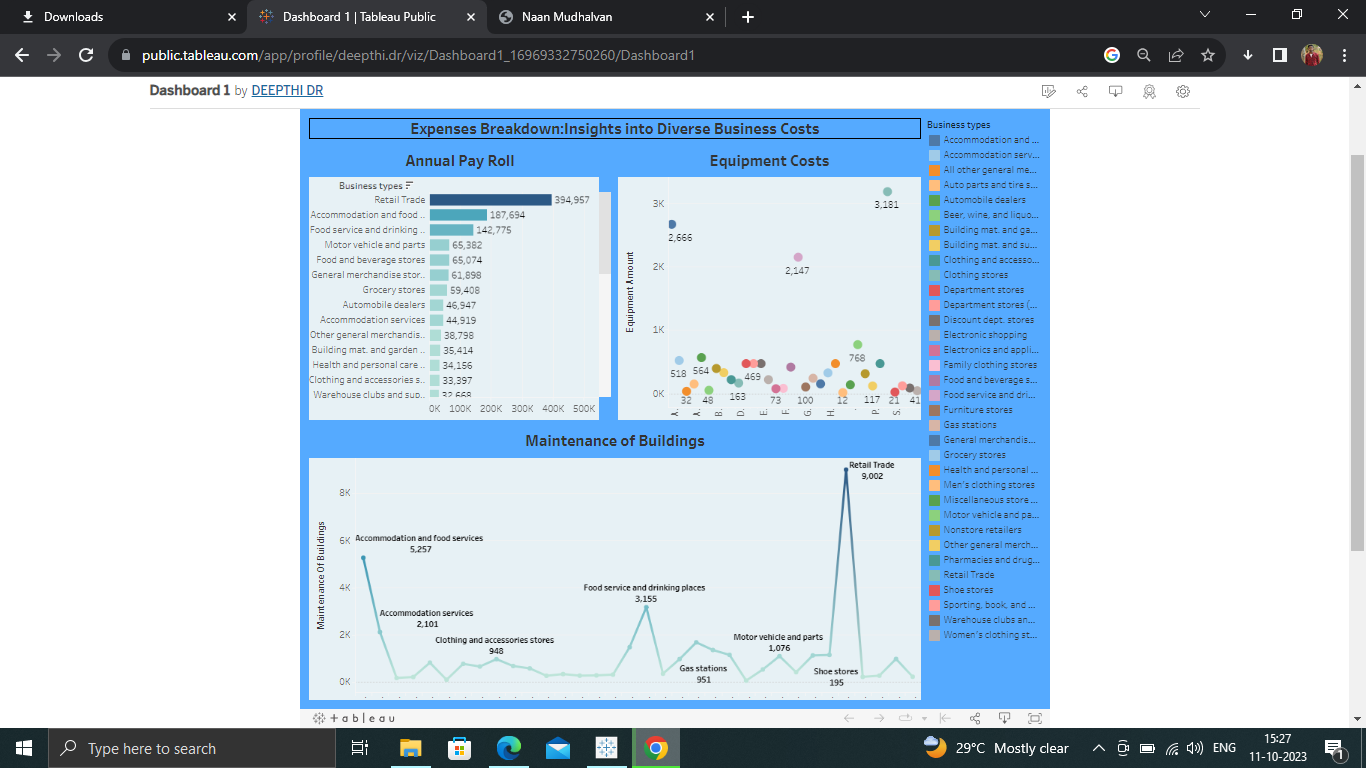 Downloads
Dashboard 1 | Tableau Public
Naan Mudhalvan
public.tableau.com/app/profile/deepthi.dr/viz/Dashboard1_16969332750260/Dashboard1
Dashboard 1 by DEEPTHI DR
Expenses Breakdown:Insights into Diverse Business Costs
Annual Pay Roll
Business types
Retail Trade 394,957
Accommodation and food .. 187,694
Food service and drinking .. 142,775
Motor vehicle and parts 65,382
Food and beverage stores 65,074
General merchandise stor.. 61,898
Grocery stores 59,408
Automobile dealers 46,947
Accommodation services 44,919
Other general merchandis.. 38,798
Building mat. and garden .. 35,414
Health and personal care .. 34,156
Clothing and accessories s.. 33,397
Warehouse clubs and sup.. 32,668
0K 100K 200K 300K 400K 500K
Equipment Costs
Equipment Amount
3K
2K
1K
0K
3,181
2,666
2,147
768
518 564
469
32 48 163 73 100 12 117 21 41
A.. A.. B.. D.. E.. F.. G.. H.. P.. S..
Business types
Accommodation and ...
Accommodation serv...
All other general me...
Auto parts and tire s...
Automobile dealers
Beer, wine, and liquo...
Building mat. and ga...
Building mat. and su...
Clothing and accesso...
Clothing stores
Department stores
Department stores (...
Discount dept. stores
Electronic shopping
Electronics and appli...
Family clothing stores
Food and beverage s...
Food service and dri...
Furniture stores
Gas stations
General merchandis...
Grocery stores
Health and personal ...
Men's clothing stores
Miscellaneous store ...
Motor vehicle and pa...
Nonstore retailers
Other general merch...
Pharmacies and drug...
Retail Trade
Shoe stores
Sporting, book, and ...
Warehouse clubs an...
Women's clothing st...
Maintenance of Buildings
Maintenance Of Buildings
8K
6K
4K
2K
0K
Retail Trade
9,002
Accommodation and food services
5,257
Food service and drinking places
3,155
Accommodation services
2,101
Clothing and accessories stores
948
Motor vehicle and parts
1,076
Gas stations
951
Shoe stores
195
+ableau
Type here to search
29°C Mostly clear
ENG
15:27
11-10-2023
1